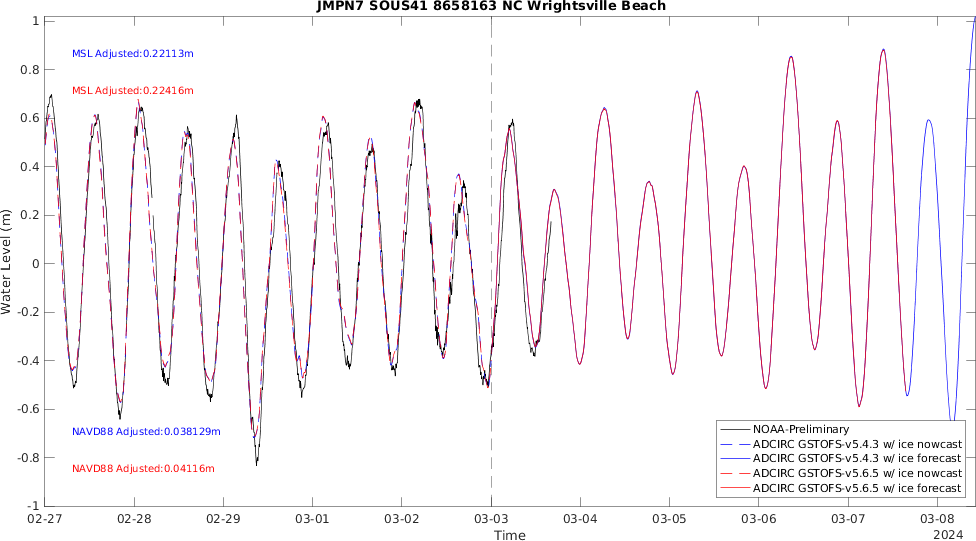 JMPN7 SOUS41 8658163 NC Wrightsville Beach
1
0.8
0.6
0.4
0.2
0
-0.2
-0.4
-0.6
-0.8
-1
Water Level (m)
MSL Adjusted:0.22113m
MSL Adjusted:0.22416m
NAVD88 Adjusted:0.038129m
NAVD88 Adjusted:0.04116m
NOAA-Preliminary
ADCIRC GSTOFS-v5.4.3 w/ ice nowcast
ADCIRC GSTOFS-v5.4.3 w/ ice forecast
ADCIRC GSTOFS-v5.6.5 w/ ice nowcast
ADCIRC GSTOFS-v5.6.5 w/ ice forecast
02-27 02-28 02-29 03-01 03-02 03-03 03-04 03-05 03-06 03-07 03-08
2024
Time